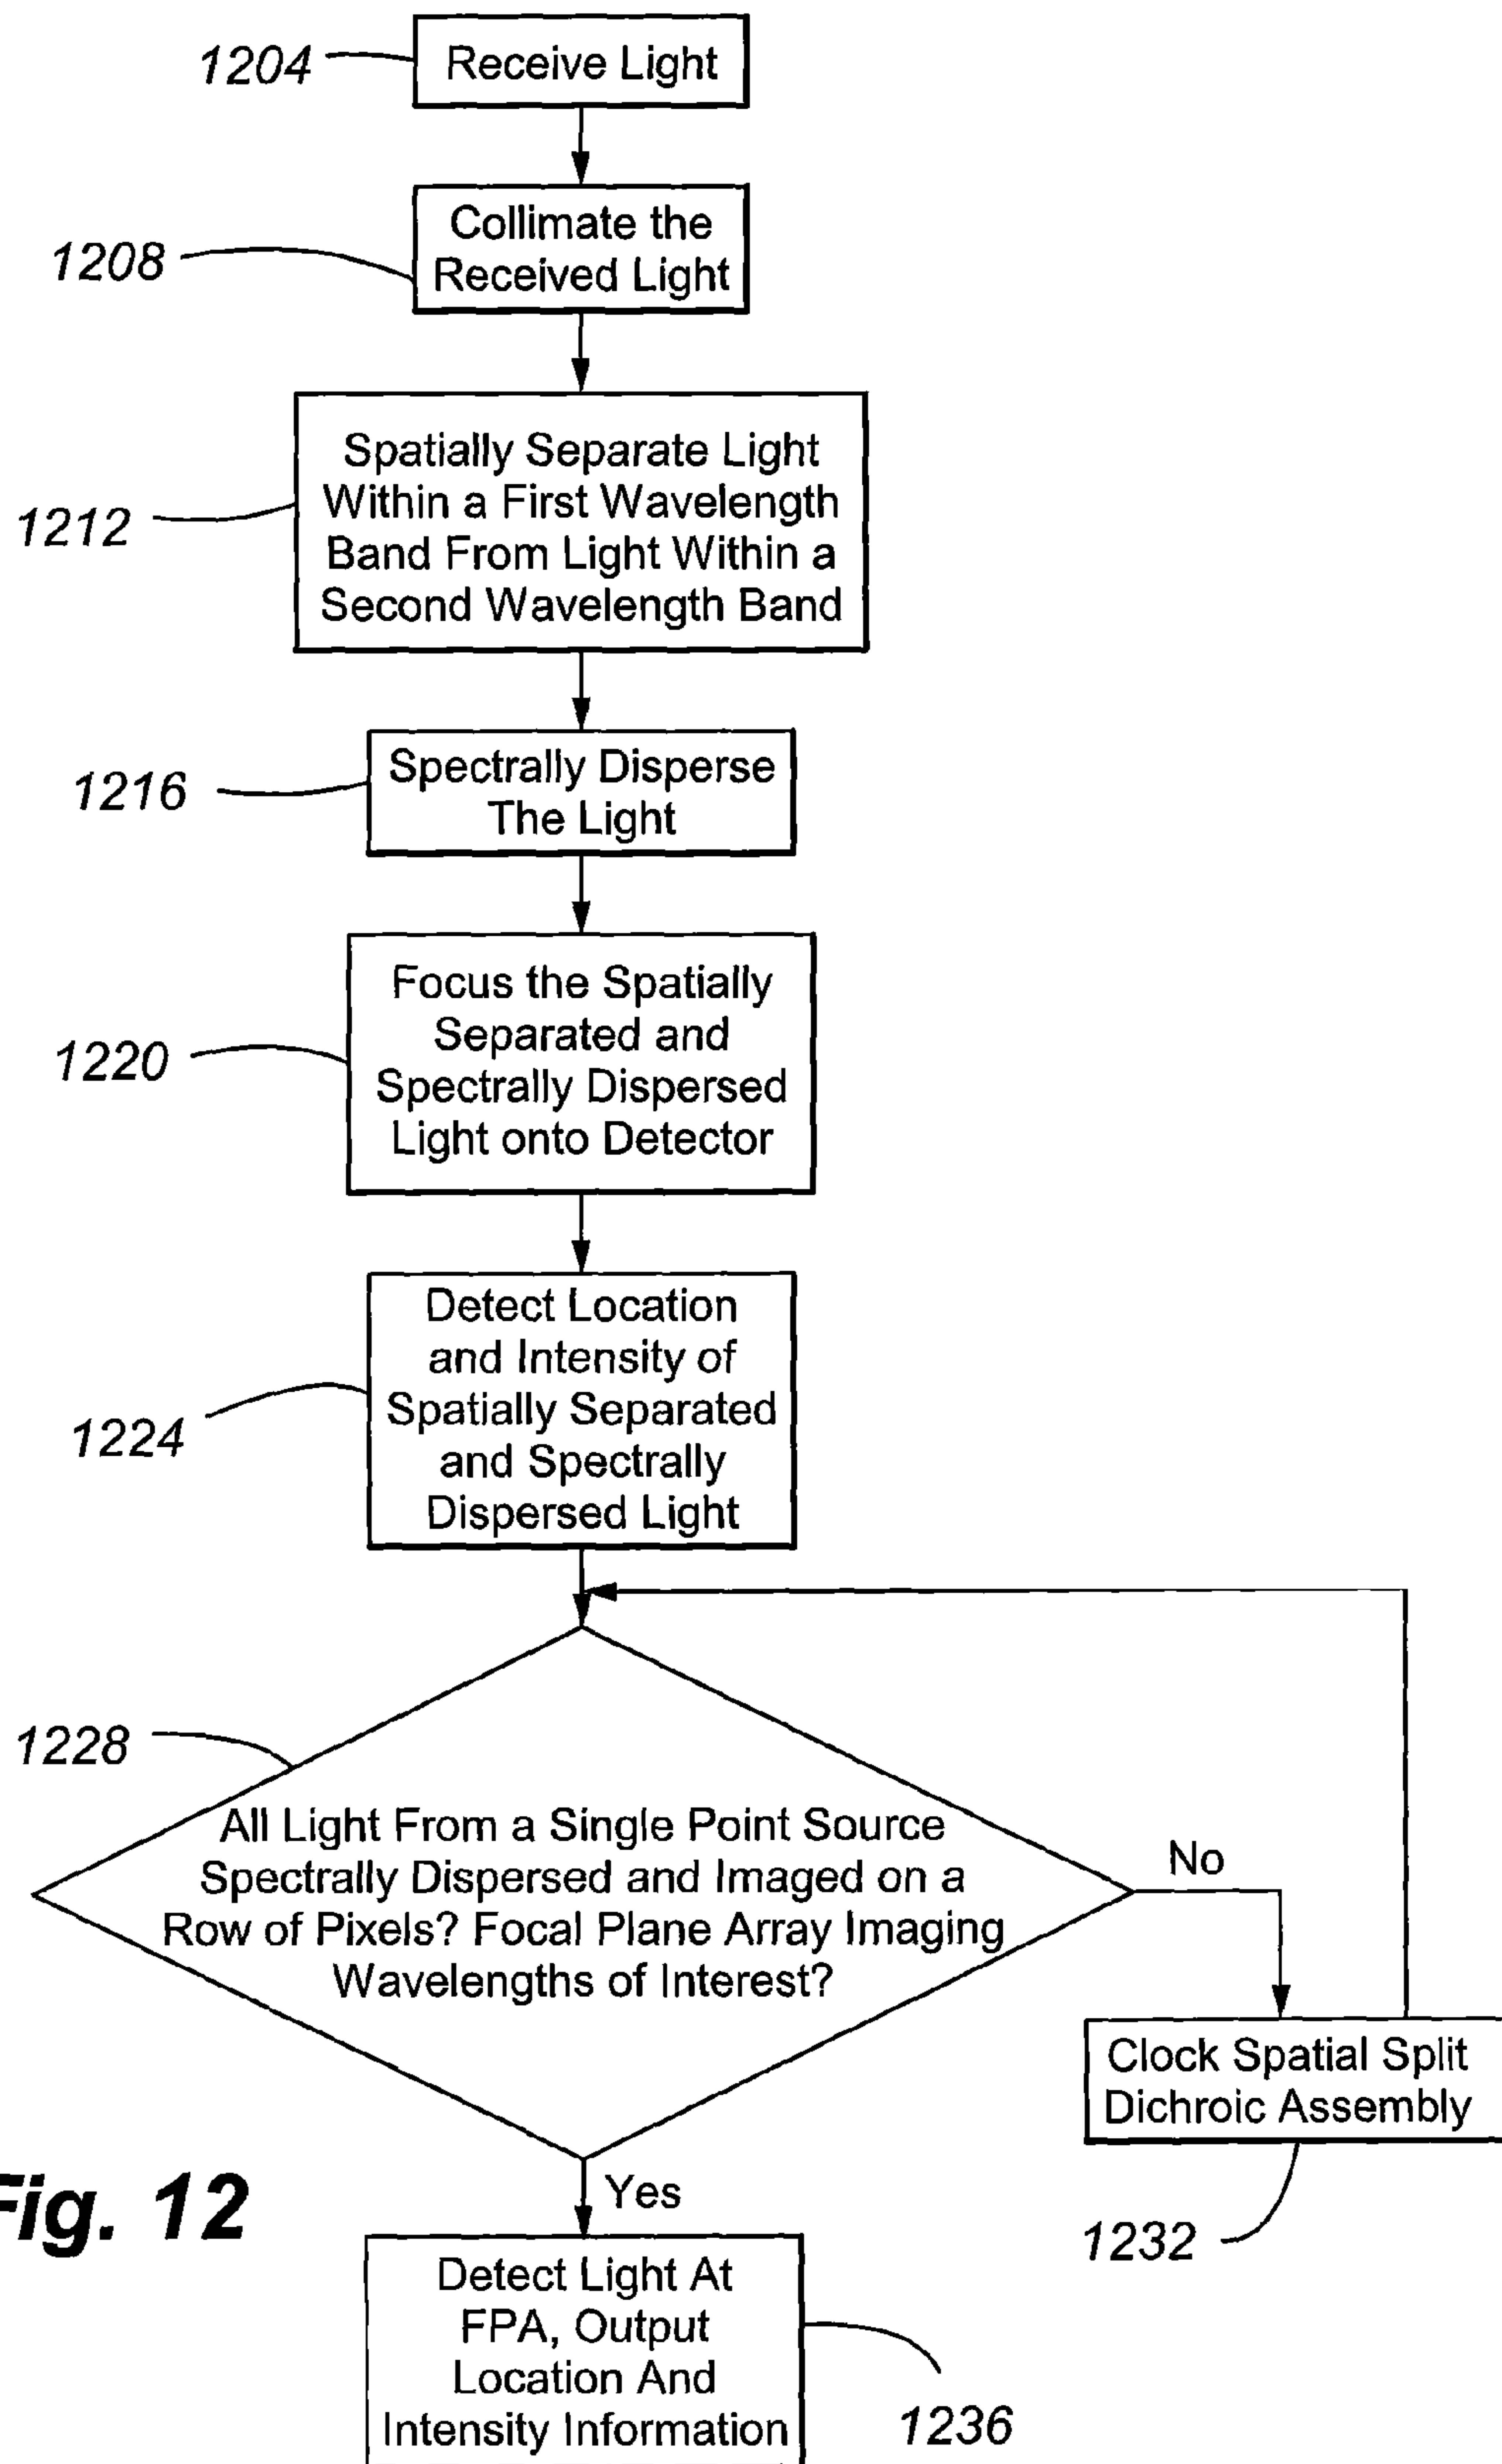 1204
Receive Light
1208
Collimate the
Received Light
1212
Spatially Separate Light
Within a First Wavelength
Band From Light Within a
Second Wavelength Band
1216
Spectrally Disperse
The Light
1220
Focus the Spatially
Separated and
Spectrally Dispersed
Light onto Detector
1224
Detect Location
and Intensity of
Spatially Separated
and Spectrally
Dispersed Light
1228
All Light From a Single Point Source
Spectrally Dispersed and Imaged on a
Row of Pixels? Focal Plane Array Imaging
Wavelengths of Interest?
No
Clock Spatial Split
Dichroic Assembly
1232
Yes
Fig. 12
Detect Light At
FPA, Output
Location And
Intensity Information
1236